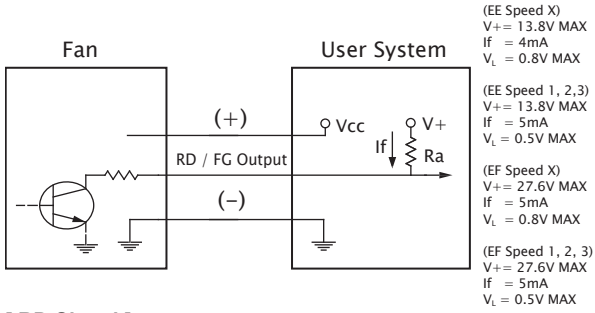 Fan
User System
(+)
Vcc
V+
If
Ra
RD / FG Output
(–)
(EE Speed X)
V+= 13.8V MAX
If = 4mA
VL = 0.8V MAX
(EE Speed 1, 2,3)
V+= 13.8V MAX
If = 5mA
VL = 0.5V MAX
(EF Speed X)
V+= 27.6V MAX
If = 5mA
VL = 0.8V MAX
(EF Speed 1, 2, 3)
V+= 27.6V MAX
If = 5mA
VL = 0.5V MAX